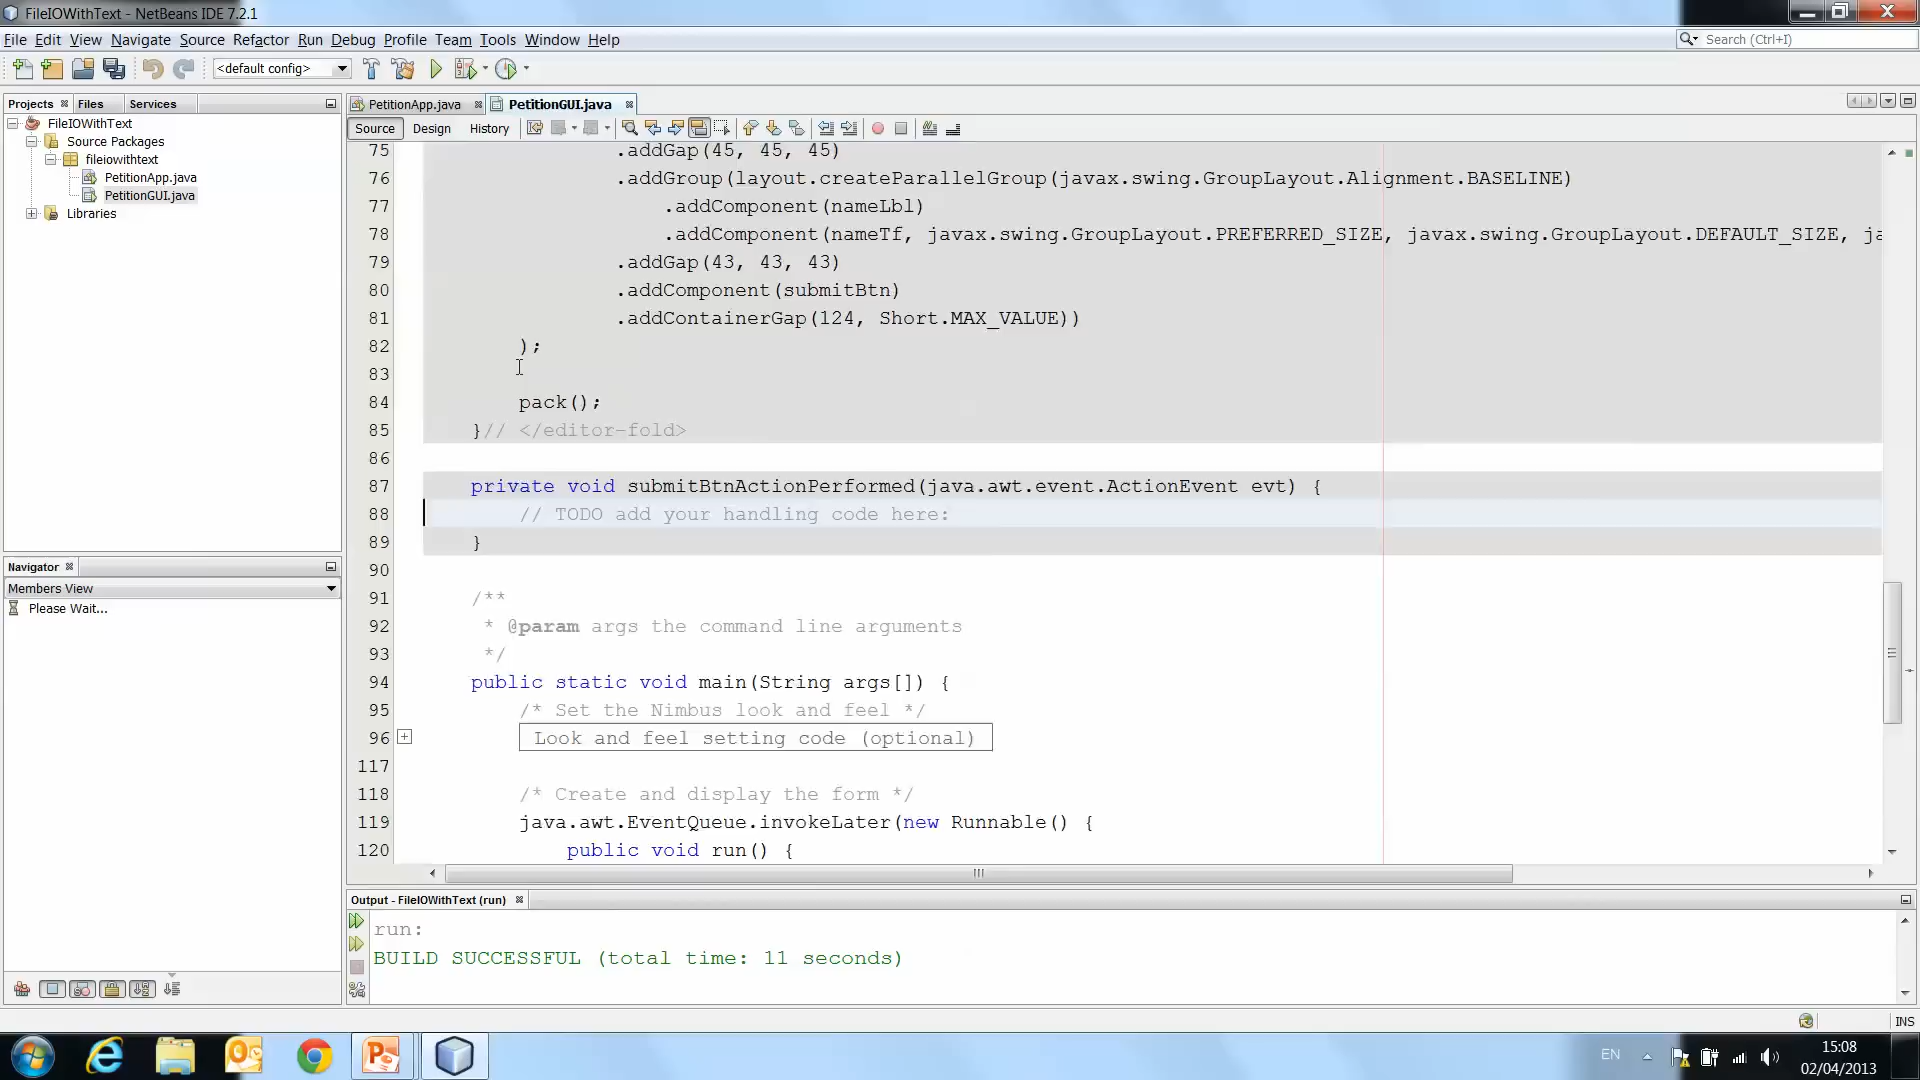 FileIOWithText - NetBeans IDE 7.2.1
File Edit View Navigate Source Refactor Run Debug Profile Team Tools Window Help
Search (Ctrl+I)
<default config>
Projects Files Services
FileIOWithText
Source Packages
fileiowithtext
PetitionApp.java
PetitionGUI.java
Libraries
Navigator
Members View
Please Wait...
PetitionApp.java PetitionGUI.java
Source Design History
75 .addGap(45, 45, 45)
76 .addGroup(layout.createParallelGroup(javax.swing.GroupLayout.Alignment.BASELINE)
77 .addComponent(nameLbl)
78 .addComponent(nameTf, javax.swing.GroupLayout.PREFERRED_SIZE, javax.swing.GroupLayout.DEFAULT_SIZE, ja
79 .addGap(43, 43, 43)
80 .addComponent(submitBtn)
81 .addContainerGap(124, Short.MAX_VALUE))
82 );
83
84 pack();
85 }// </editor-fold>
86
87 private void submitBtnActionPerformed(java.awt.event.ActionEvent evt) {
88 // TODO add your handling code here:
89 }
90
91 /**
92 * @param args the command line arguments
93 */
94 public static void main(String args[]) {
95 /* Set the Nimbus look and feel */
96 Look and feel setting code (optional)
117
118 /* Create and display the form */
119 java.awt.EventQueue.invokeLater(new Runnable() {
120 public void run() {
Output - FileIOWithText (run)
run:
BUILD SUCCESSFUL (total time: 11 seconds)
INS
EN
15:08
02/04/2013